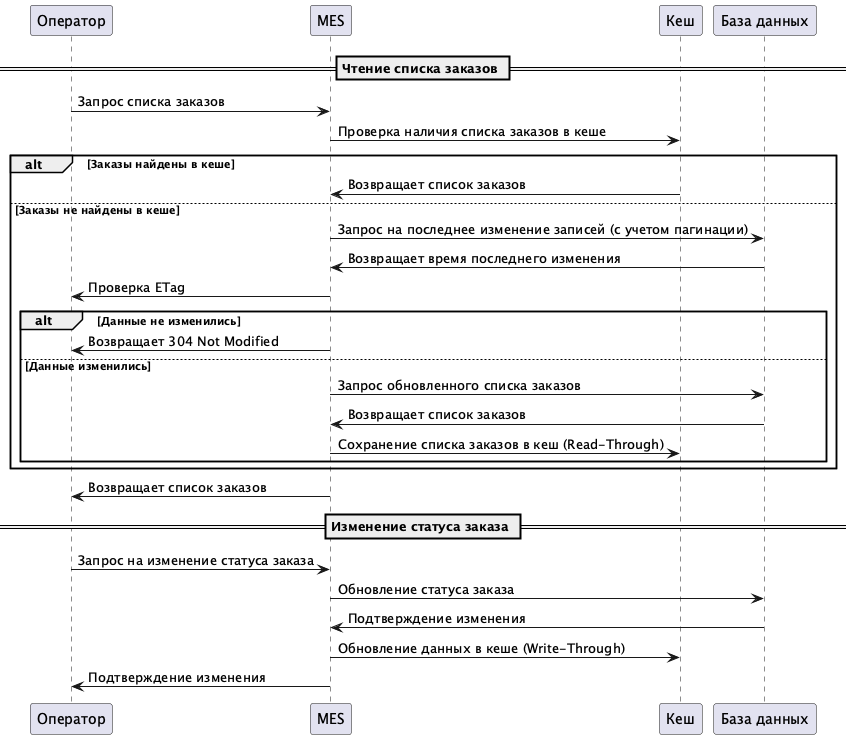 Оператор MES Кеш База данных
Чтение списка заказов
Запрос списка заказов
Проверка наличия списка заказов в кеше
alt [Заказы найдены в кеше]
Возвращает список заказов
[Заказы не найдены в кеше]
Запрос на последнее изменение записей (с учетом пагинации)
Возвращает время последнего изменения
Проверка ETag
alt [Данные не изменились]
Возвращает 304 Not Modified
[Данные изменились]
Запрос обновленного списка заказов
Возвращает список заказов
Сохранение списка заказов в кеш (Read-Through)
Возвращает список заказов
Изменение статуса заказа
Запрос на изменение статуса заказа
Обновление статуса заказа
Подтверждение изменения
Обновление данных в кеше (Write-Through)
Подтверждение изменения
Оператор MES Кеш База данных